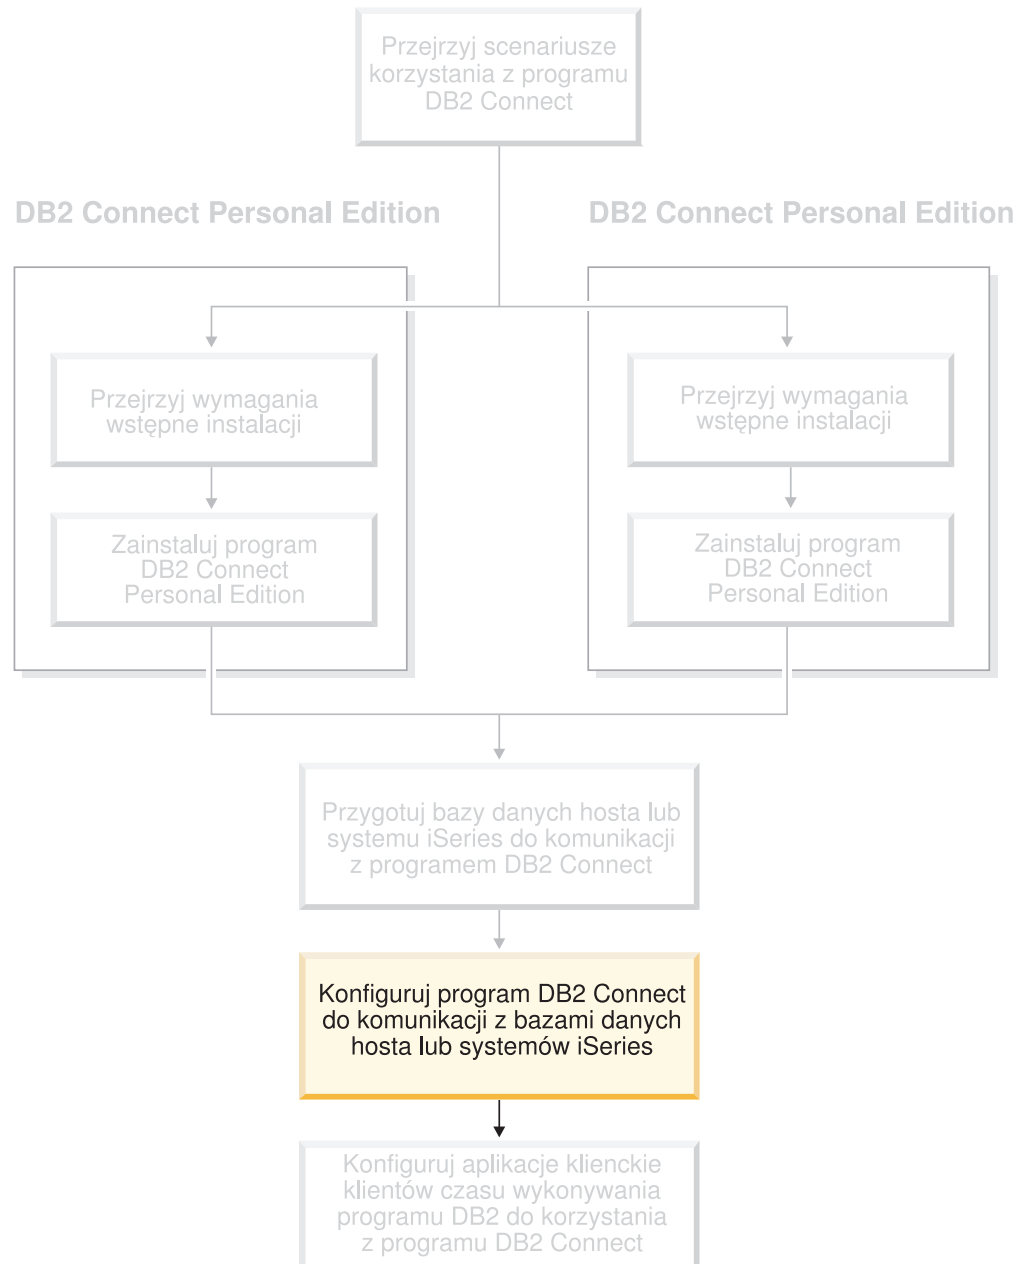 Przejrzyj scenariusze
korzystania z programu
DB2 Connect
DB2 Connect Personal Edition
DB2 Connect Personal Edition
Przejrzyj wymagania
wstępne instalacji
Zainstaluj program
DB2 Connect
Personal Edition
Przejrzyj wymagania
wstępne instalacji
Zainstaluj program
DB2 Connect
Personal Edition
Przygotuj bazy danych hosta lub
systemu iSeries do komunikacji
z programem DB2 Connect
Konfiguruj program DB2 Connect
do komunikacji z bazami danych
hosta lub systemów iSeries
Konfiguruj aplikacje klienckie
klientów czasu wykonywania
programu DB2 do korzystania
z programu DB2 Connect